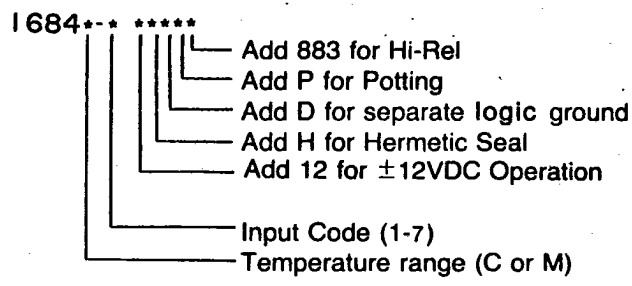 1684*-* *****
Add 883 for Hi-Rel
Add P for Potting
Add D for separate logic ground
Add H for Hermetic Seal
Add 12 for ±12VDC Operation
Input Code (1-7)
Temperature range (C or M)